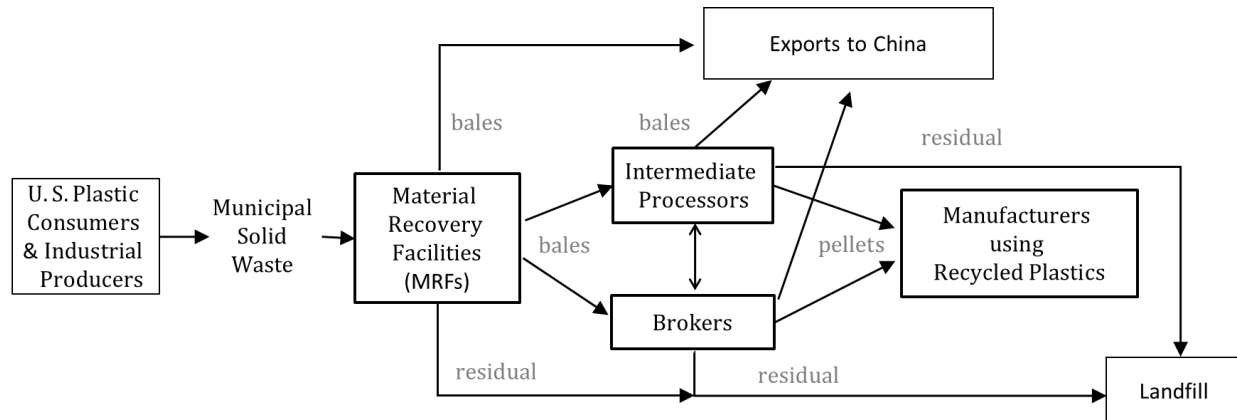 Exports to China
bales
bales
residual
U. S. Plastic
Consumers
& Industrial
Producers
Municipal
Solid
Waste
Material
Recovery
Facilities
(MRFs)
Intermediate
Processors
bales
pellets
Manufacturers
using
Recycled Plastics
Brokers
residual
residual
Landfill